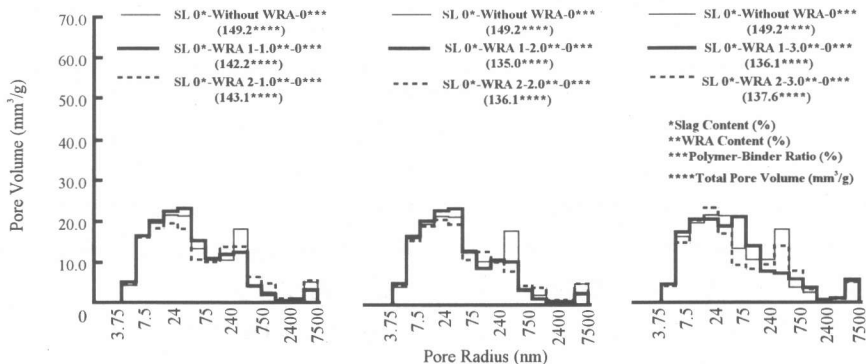 SL 0*-Without WRA-0***
(149.2****)
SL 0*-WRA 1-1.0**-0***
(142.2****)
SL 0*-WRA 2-1.0**-0***
(143.1****)
SL 0*-Without WRA-0***
(149.2****)
SL 0*-WRA 1-2.0**-0***
(135.0****)
SL 0*-WRA 2-2.0**-0***
(136.1****)
SL 0*-Without WRA-0***
(149.2****)
SL 0*-WRA 1-3.0**-0***
(136.1****)
SL 0*-WRA 2-3.0**-0***
(137.6****)
*Slag Content (%)
**WRA Content (%)
***Polymer-Binder Ratio (%)
****Total Pore Volume (mm³/g)
Pore Volume (mm³/g)
70.0
60.0
50.0
40.0
30.0
20.0
10.0
0
3.75
7.5
24
75
240
750
2400
7500
3.75
7.5
24
75
240
750
2400
7500
3.75
7.5
24
75
240
750
2400
7500
Pore Radius (nm)